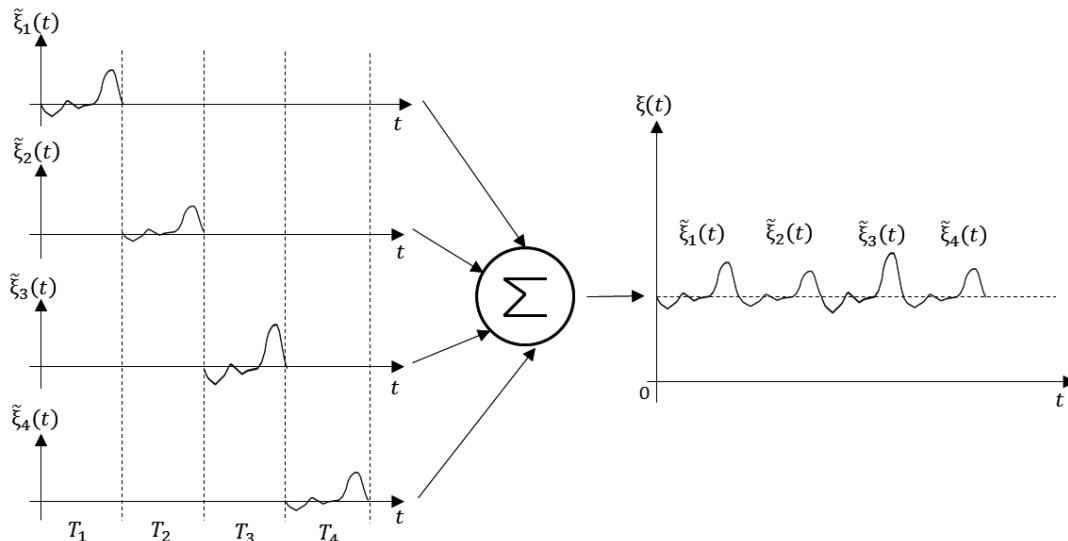 ξ̃₁(t)
t
ξ̃₂(t)
t
ξ̃₃(t)
t
ξ̃₄(t)
t
T₁ T₂ T₃ T₄
Σ
ξ(t)
ξ̃₁(t) ξ̃₂(t) ξ̃₃(t) ξ̃₄(t)
0
t